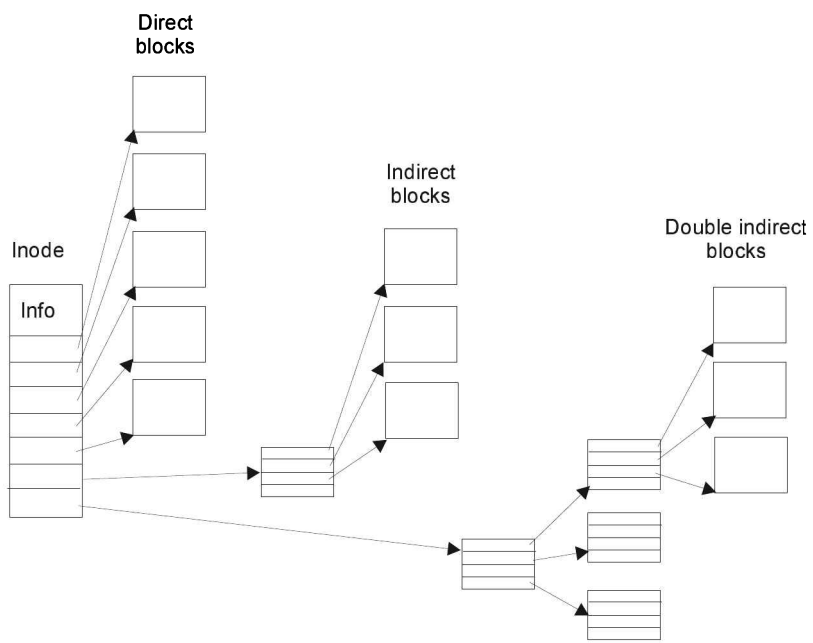 Direct
blocks
Indirect
blocks
Double indirect
blocks
Inode
Info